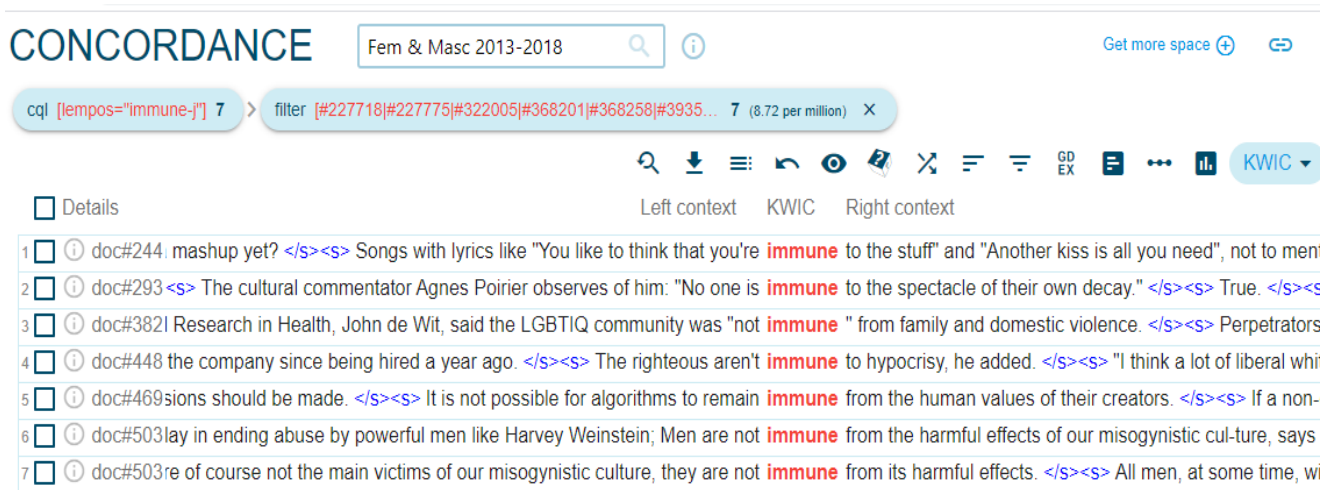 CONCORDANCE Fem & Masc 2013-2018 Get more space
cql [lempos="immune-j"] 7 filter [#227718|#227775|#322005|#368201|#368258|#3935... 7 (8.72 per million) ×
GD EX KWIC
Details Left context KWIC Right context
1 doc#244 mashup yet? </s><s> Songs with lyrics like "You like to think that you're immune to the stuff" and "Another kiss is all you need", not to ment
2 doc#293 <s> The cultural commentator Agnes Poirier observes of him: "No one is immune to the spectacle of their own decay." </s><s> True. </s><s
3 doc#382 l Research in Health, John de Wit, said the LGBTIQ community was "not immune " from family and domestic violence. </s><s> Perpetrators
4 doc#448 the company since being hired a year ago. </s><s> The righteous aren't immune to hypocrisy, he added. </s><s> "I think a lot of liberal whit
5 doc#469 sions should be made. </s><s> It is not possible for algorithms to remain immune from the human values of their creators. </s><s> If a non-
6 doc#503 lay in ending abuse by powerful men like Harvey Weinstein; Men are not immune from the harmful effects of our misogynistic cul-ture, says
7 doc#503 re of course not the main victims of our misogynistic culture, they are not immune from its harmful effects. </s><s> All men, at some time, wi